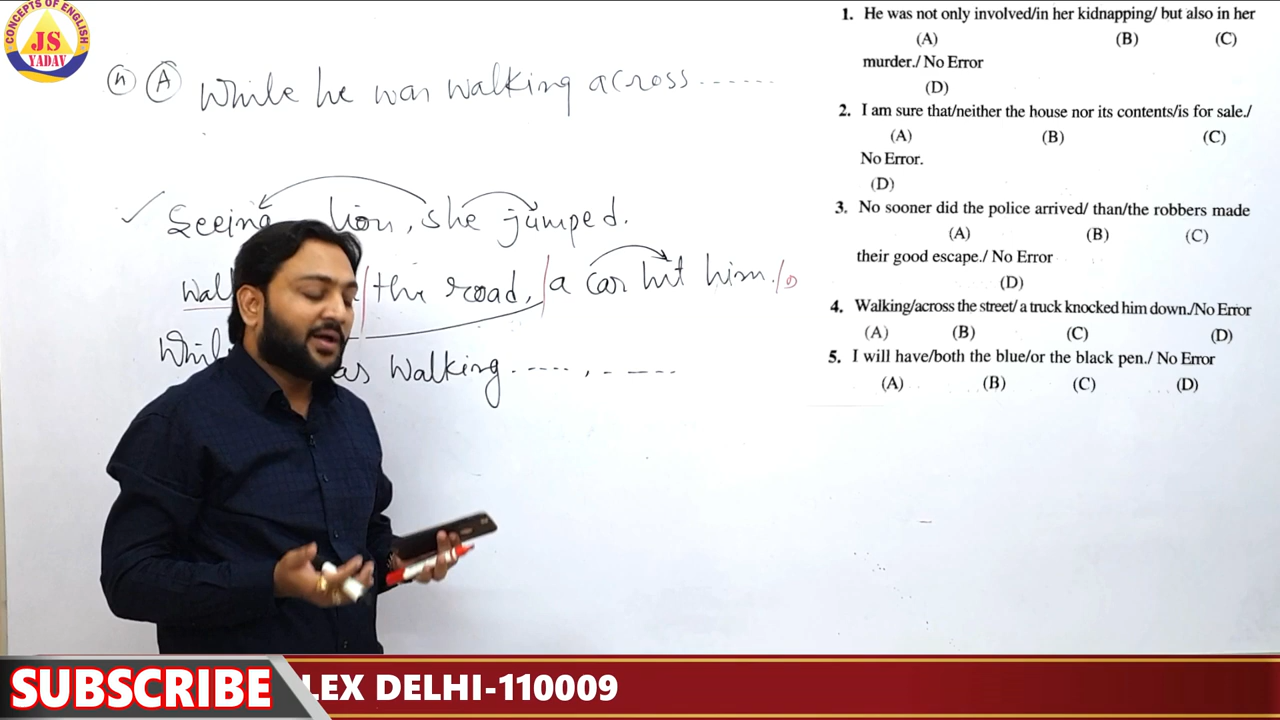 CONCEPTS OF ENGLISH
JS
YADAV
(4) (A) While he was walking across.......
Seeing lion, she jumped.
the road, a car hit him.
as walking. ----, - ----
1. He was not only involved/in her kidnapping/ but also in her
(A) (B) (C)
murder./ No Error
(D)
2. I am sure that/neither the house nor its contents/is for sale./
(A) (B) (C)
No Error.
(D)
3. No sooner did the police arrived/ than/the robbers made
(A) (B) (C)
their good escape./ No Error
(D)
4. Walking/across the street/ a truck knocked him down./No Error
(A) (B) (C) (D)
5. I will have/both the blue/or the black pen./ No Error
(A) (B) (C) (D)
SUBSCRIBE
LEX DELHI-110009